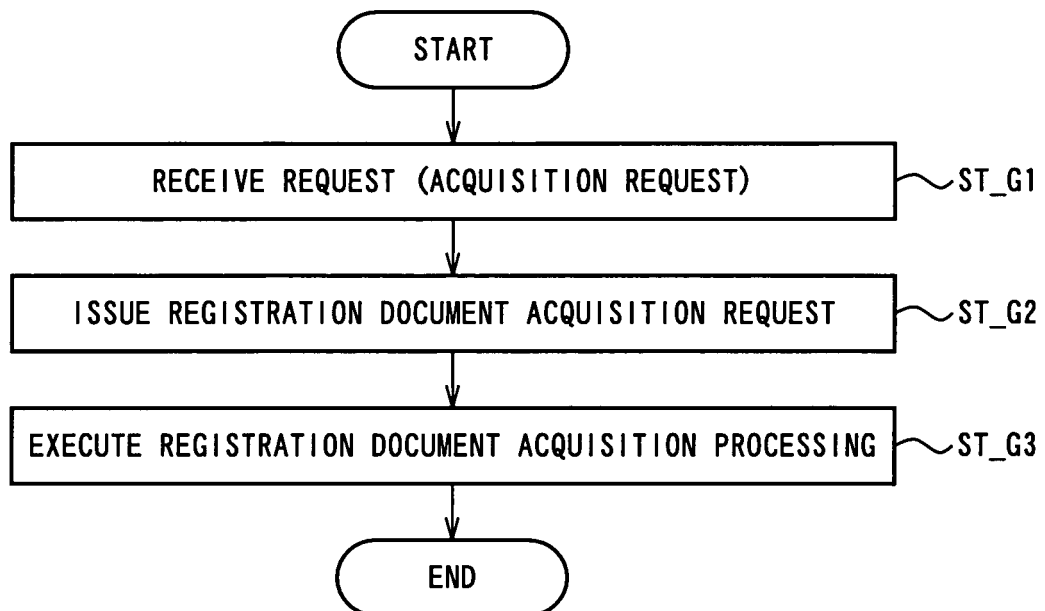 START
RECEIVE REQUEST (ACQUISITION REQUEST)
ST_G1
ISSUE REGISTRATION DOCUMENT ACQUISITION REQUEST
ST_G2
EXECUTE REGISTRATION DOCUMENT ACQUISITION PROCESSING
ST_G3
END